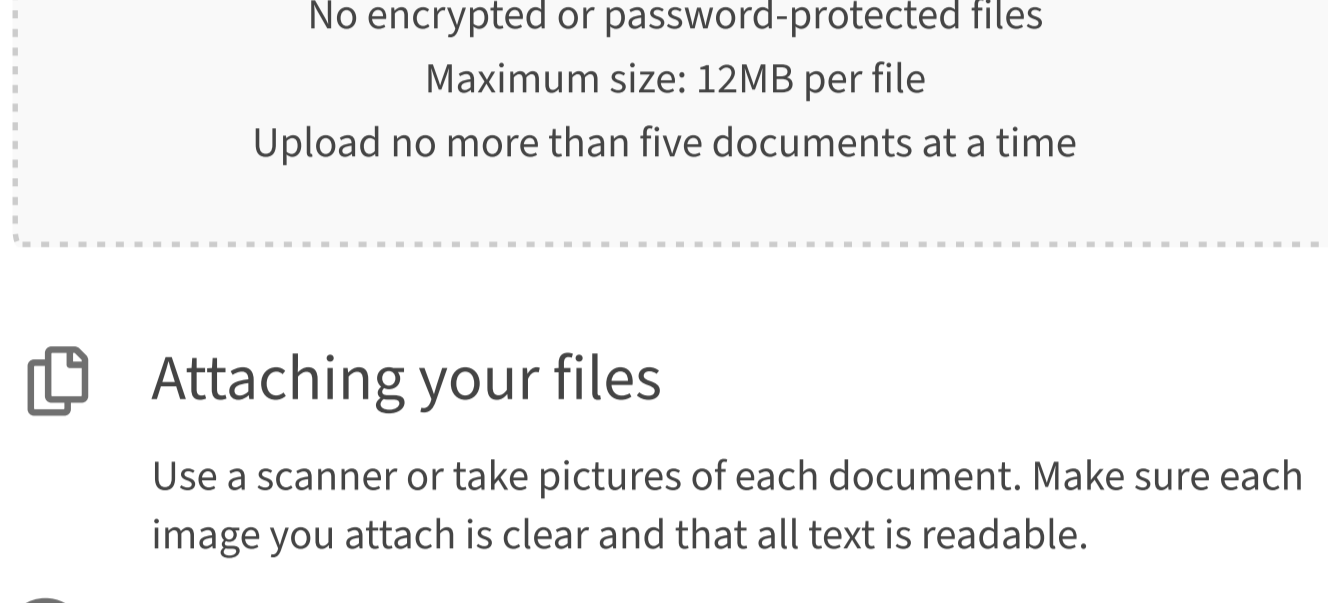 No encrypted or password-protected files
Maximum size: 12MB per file
Upload no more than five documents at a time
Attaching your files
Use a scanner or take pictures of each document. Make sure each
image you attach is clear and that all text is readable.